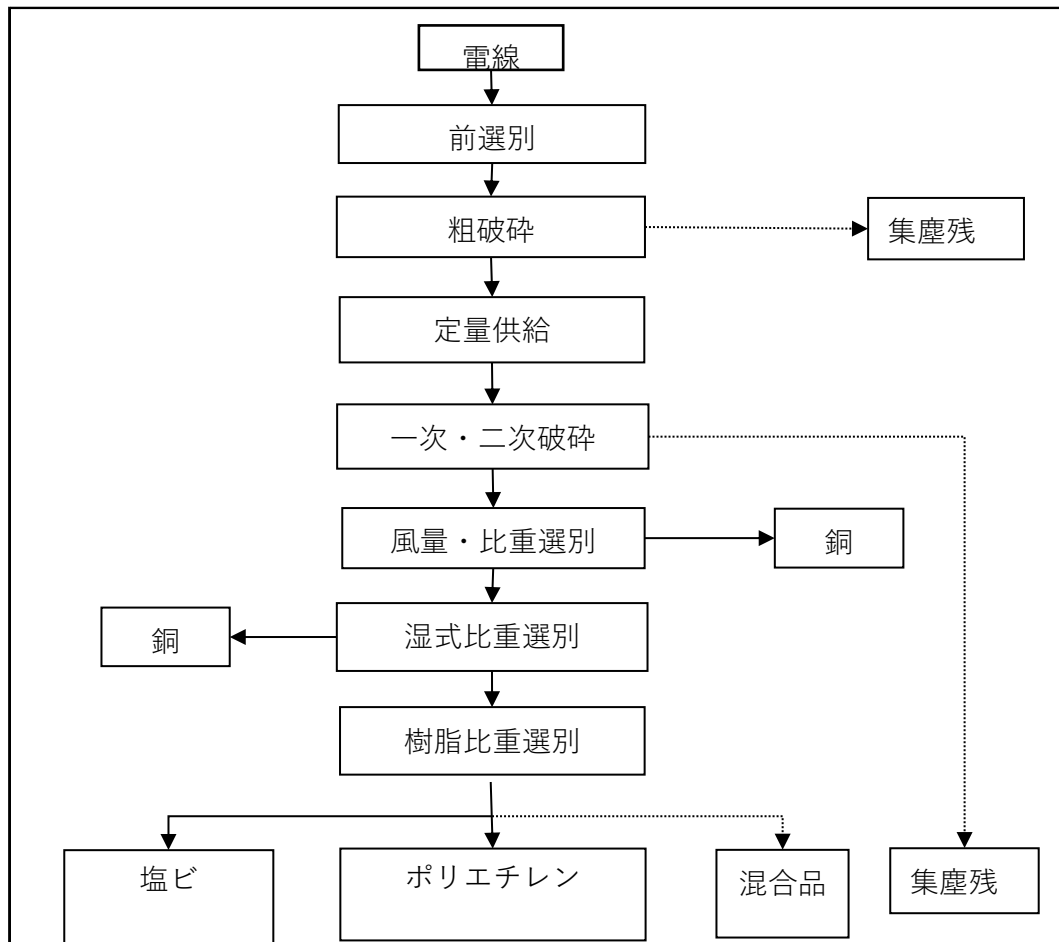 電線
前選別
粗破砕
集塵残
定量供給
一次・二次破砕
風量・比重選別
銅
銅
湿式比重選別
樹脂比重選別
塩ビ
ポリエチレン
混合品
集塵残